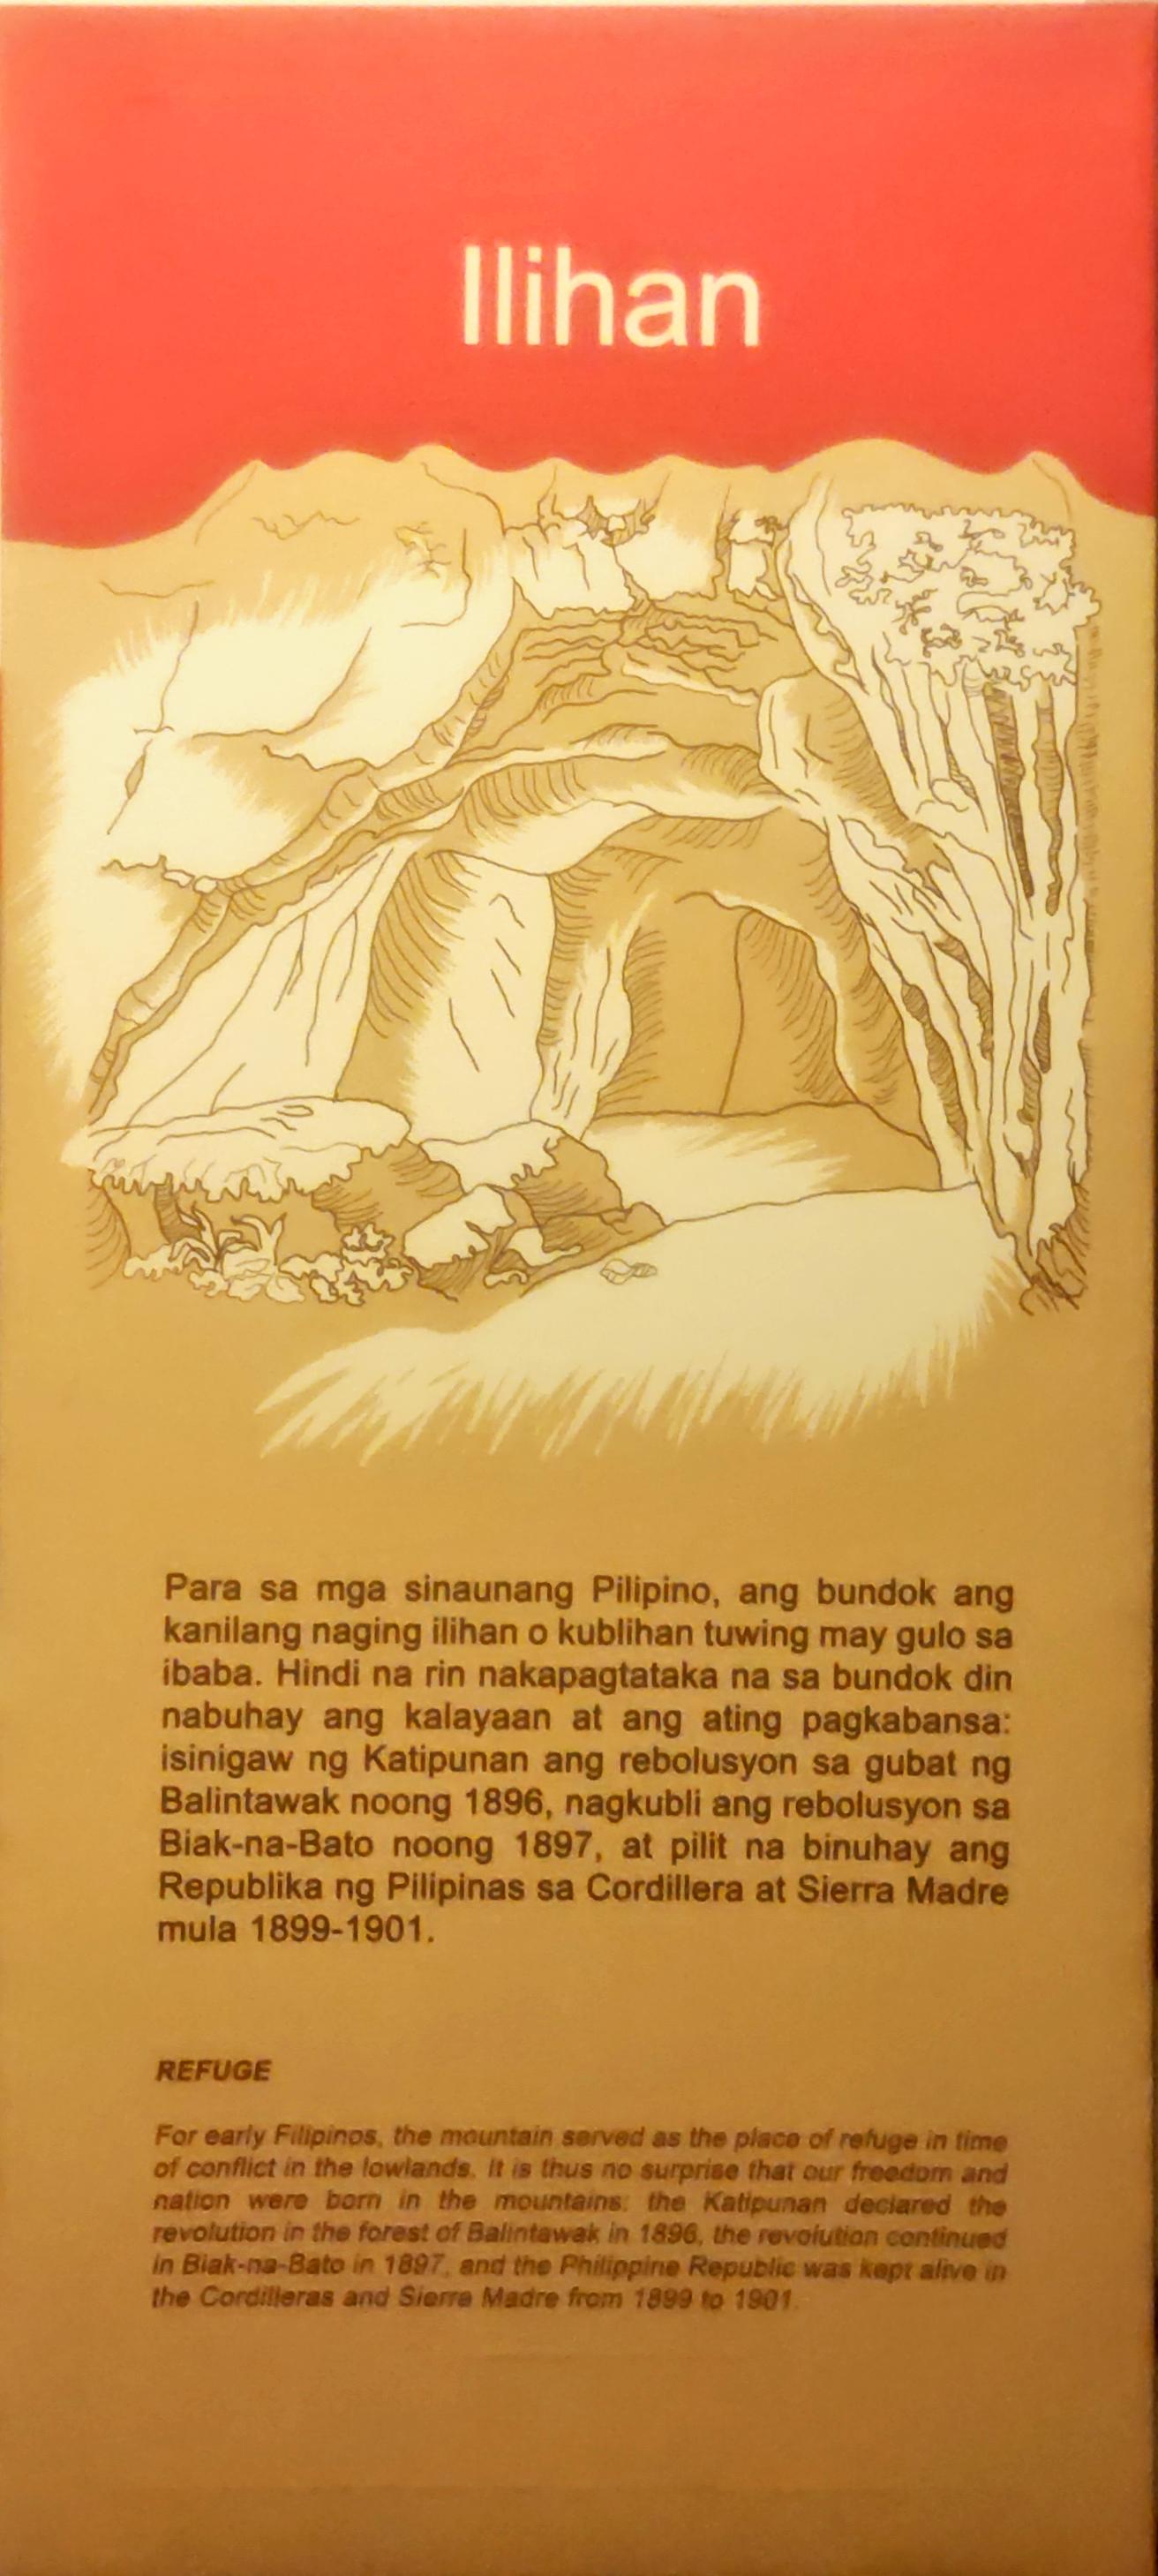 Ilihan
Para sa mga sinaunang Pilipino, ang bundok ang
kanilang naging ilihan o kublihan tuwing may gulo sa
ibaba. Hindi na rin nakapagtataka na sa bundok din
nabuhay ang kalayaan at ang ating pagkabansa:
isinigaw ng Katipunan ang rebolusyon sa gubat ng
Balintawak noong 1896, nagkubli ang rebolusyon sa
Biak-na-Bato noong 1897, at pilit na binuhay ang
Republika ng Pilipinas sa Cordillera at Sierra Madre
mula 1899-1901.
REFUGE
For early Filipinos, the mountain served as the place of refuge in time
of conflict in the lowlands. It is thus no surprise that our freedom and
nation were born in the mountains: the Katipunan declared the
revolution in the forest of Balintawak in 1896, the revolution continued
in Biak-na-Bato in 1897, and the Philippine Republic was kept alive in
the Cordilleras and Sierra Madre from 1899 to 1901.